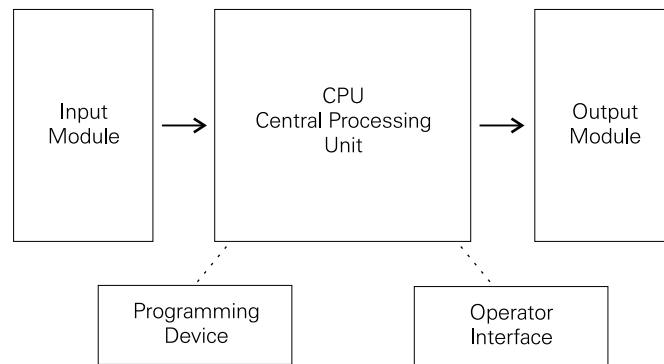 Input
Module
CPU
Central Processing
Unit
Output
Module
Programming
Device
Operator
Interface